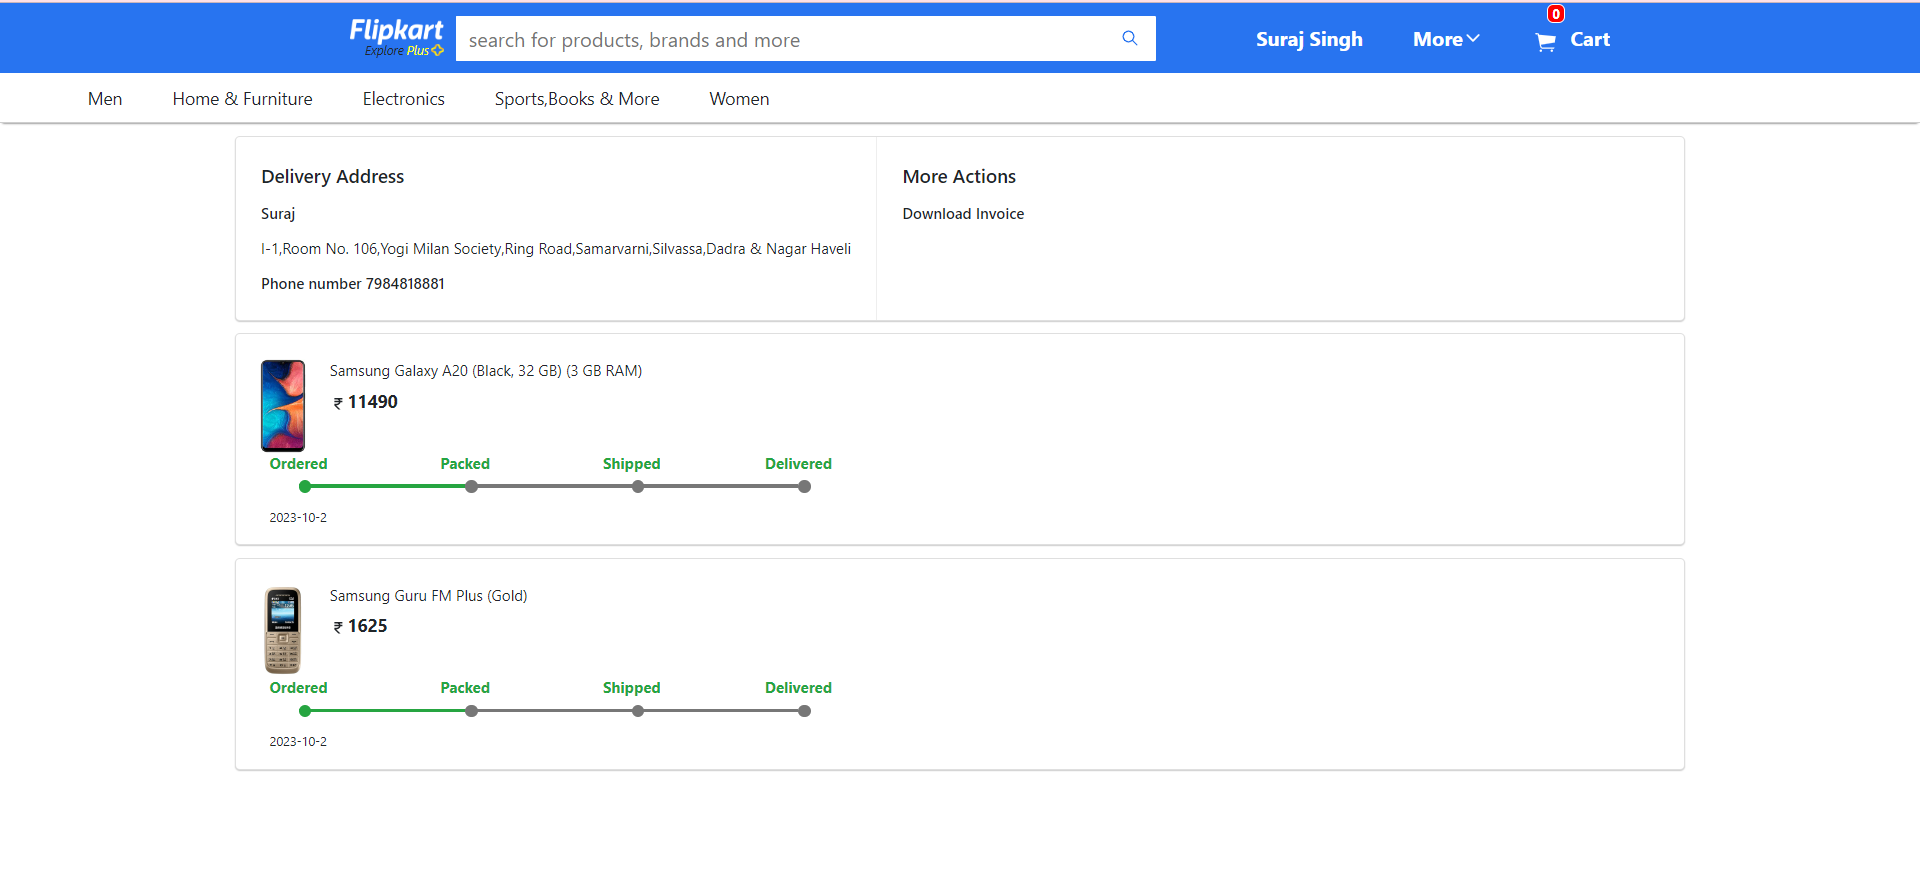 Flipkart
Explore Plus
search for products, brands and more
Suraj Singh
More
0
Cart
Men
Home & Furniture
Electronics
Sports,Books & More
Women
Delivery Address
Suraj
I-1,Room No. 106,Yogi Milan Society,Ring Road,Samarvarni,Silvassa,Dadra & Nagar Haveli
Phone number 7984818881
More Actions
Download Invoice
Samsung Galaxy A20 (Black, 32 GB) (3 GB RAM)
₹ 11490
Ordered Packed Shipped Delivered
2023-10-2
Samsung Guru FM Plus (Gold)
₹ 1625
Ordered Packed Shipped Delivered
2023-10-2